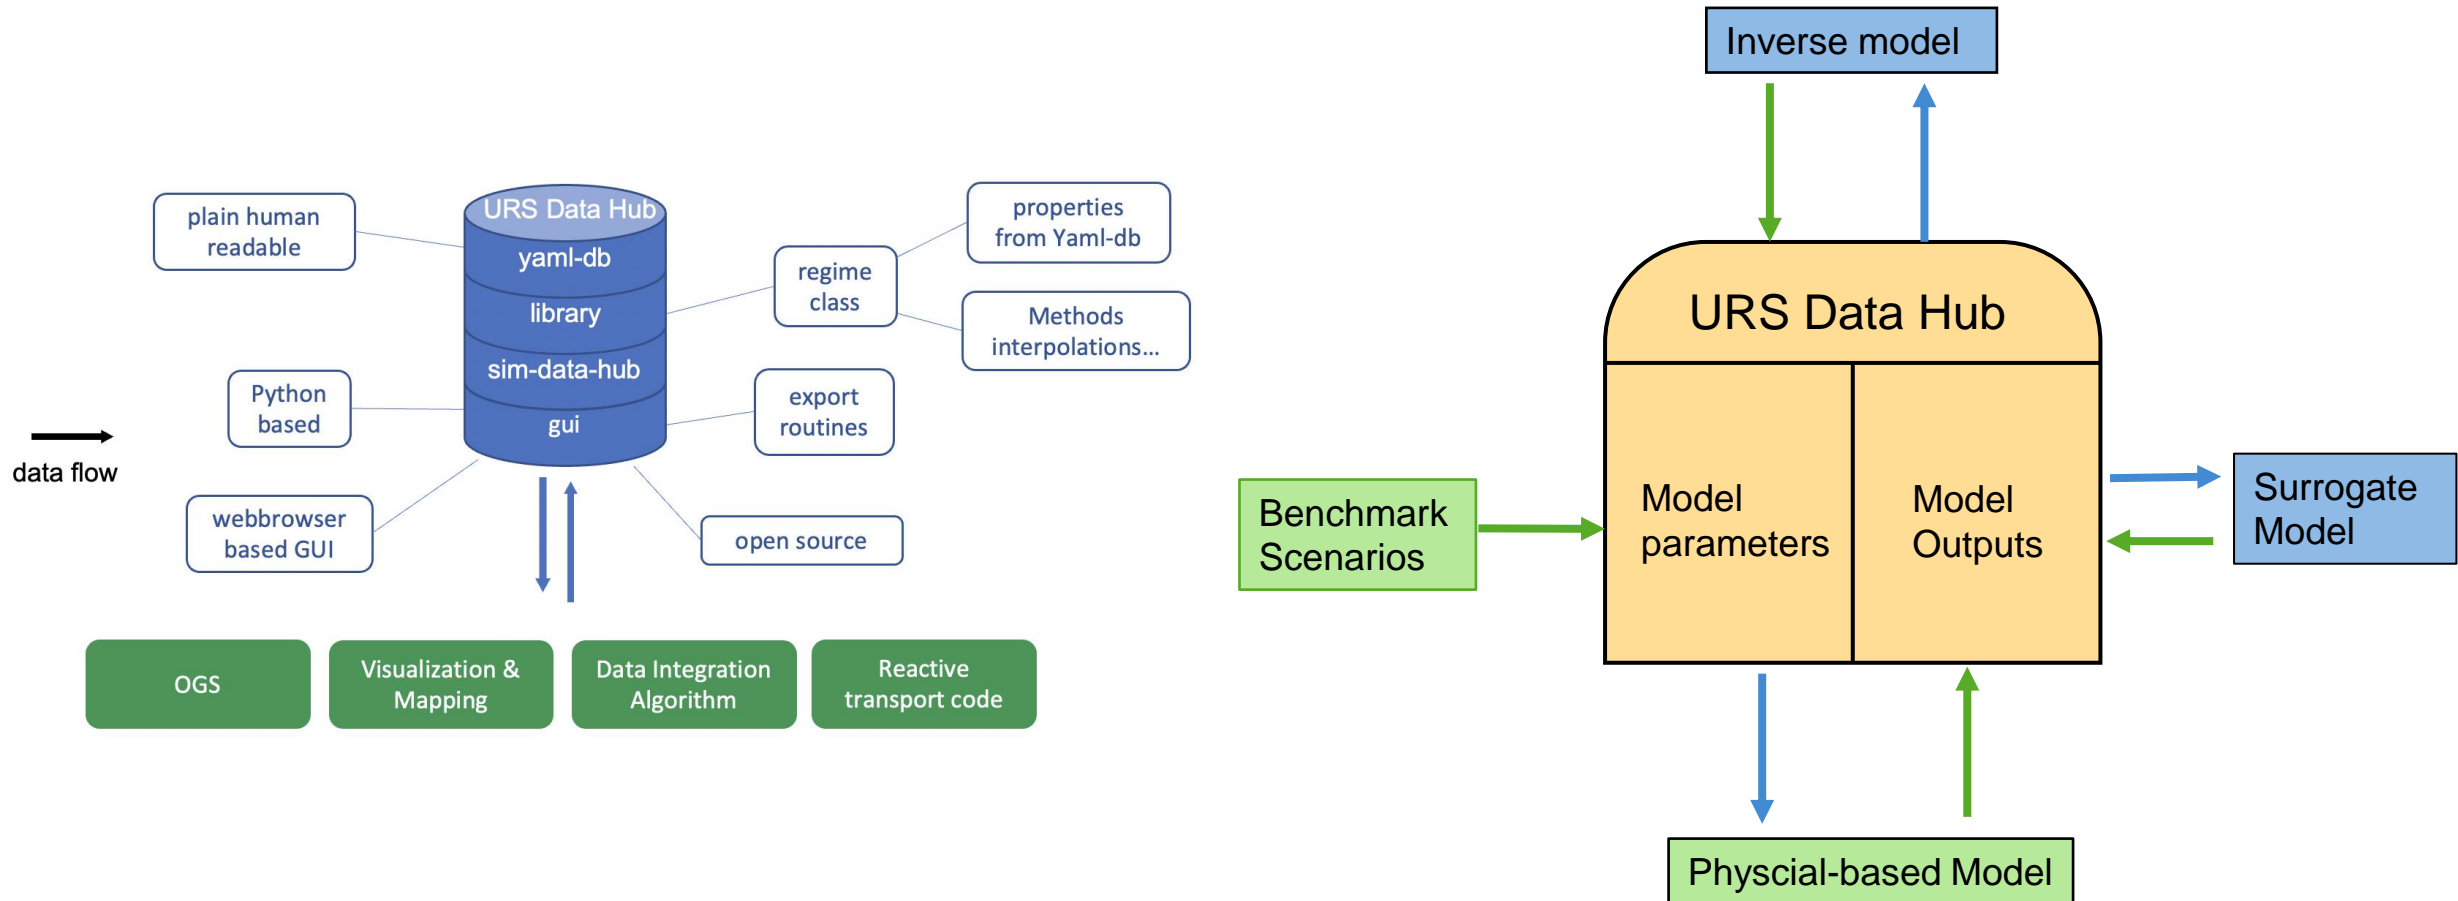 data flow
plain human
readable
Python
based
webbrowser
based GUI
URS Data Hub
yaml-db
library
sim-data-hub
gui
regime
class
properties
from Yaml-db
Methods
interpolations...
export
routines
open source
OGS
Visualization &
Mapping
Data Integration
Algorithm
Reactive
transport code
Inverse model
URS Data Hub
Benchmark
Scenarios
Model
parameters
Model
Outputs
Surrogate
Model
Physcial-based Model